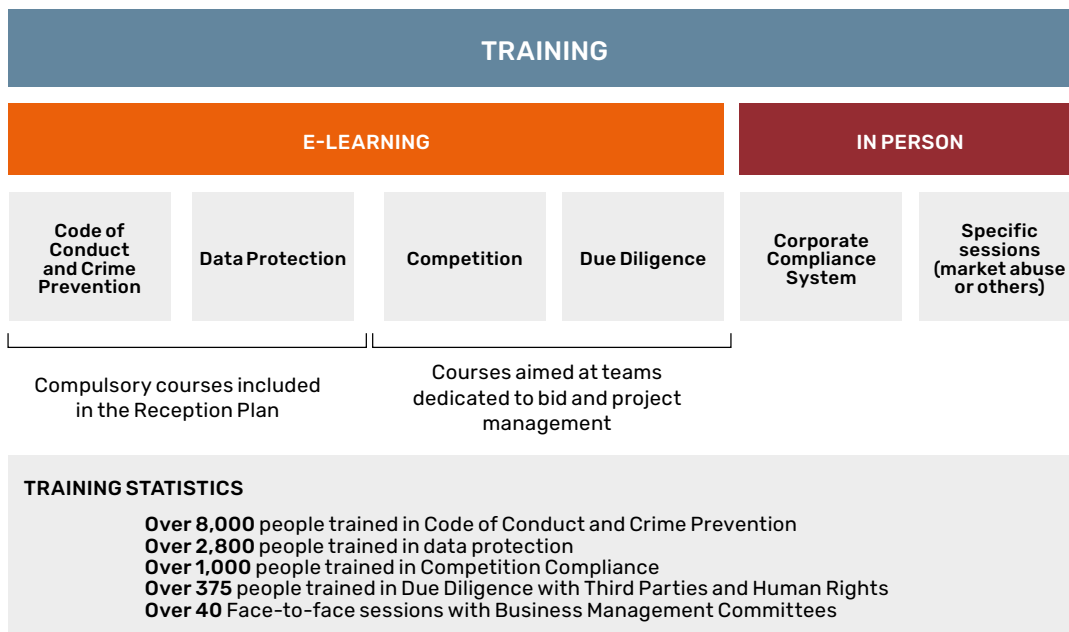 TRAINING
E-LEARNING
IN PERSON
Code of
Conduct
and Crime
Prevention
Data Protection
Competition
Due Diligence
Corporate
Compliance
System
Specific
sessions
(market abuse
or others)
Compulsory courses included
in the Reception Plan
Courses aimed at teams
dedicated to bid and project
management
TRAINING STATISTICS
Over 8,000 people trained in Code of Conduct and Crime Prevention
Over 2,800 people trained in data protection
Over 1,000 people trained in Competition Compliance
Over 375 people trained in Due Diligence with Third Parties and Human Rights
Over 40 Face-to-face sessions with Business Management Committees